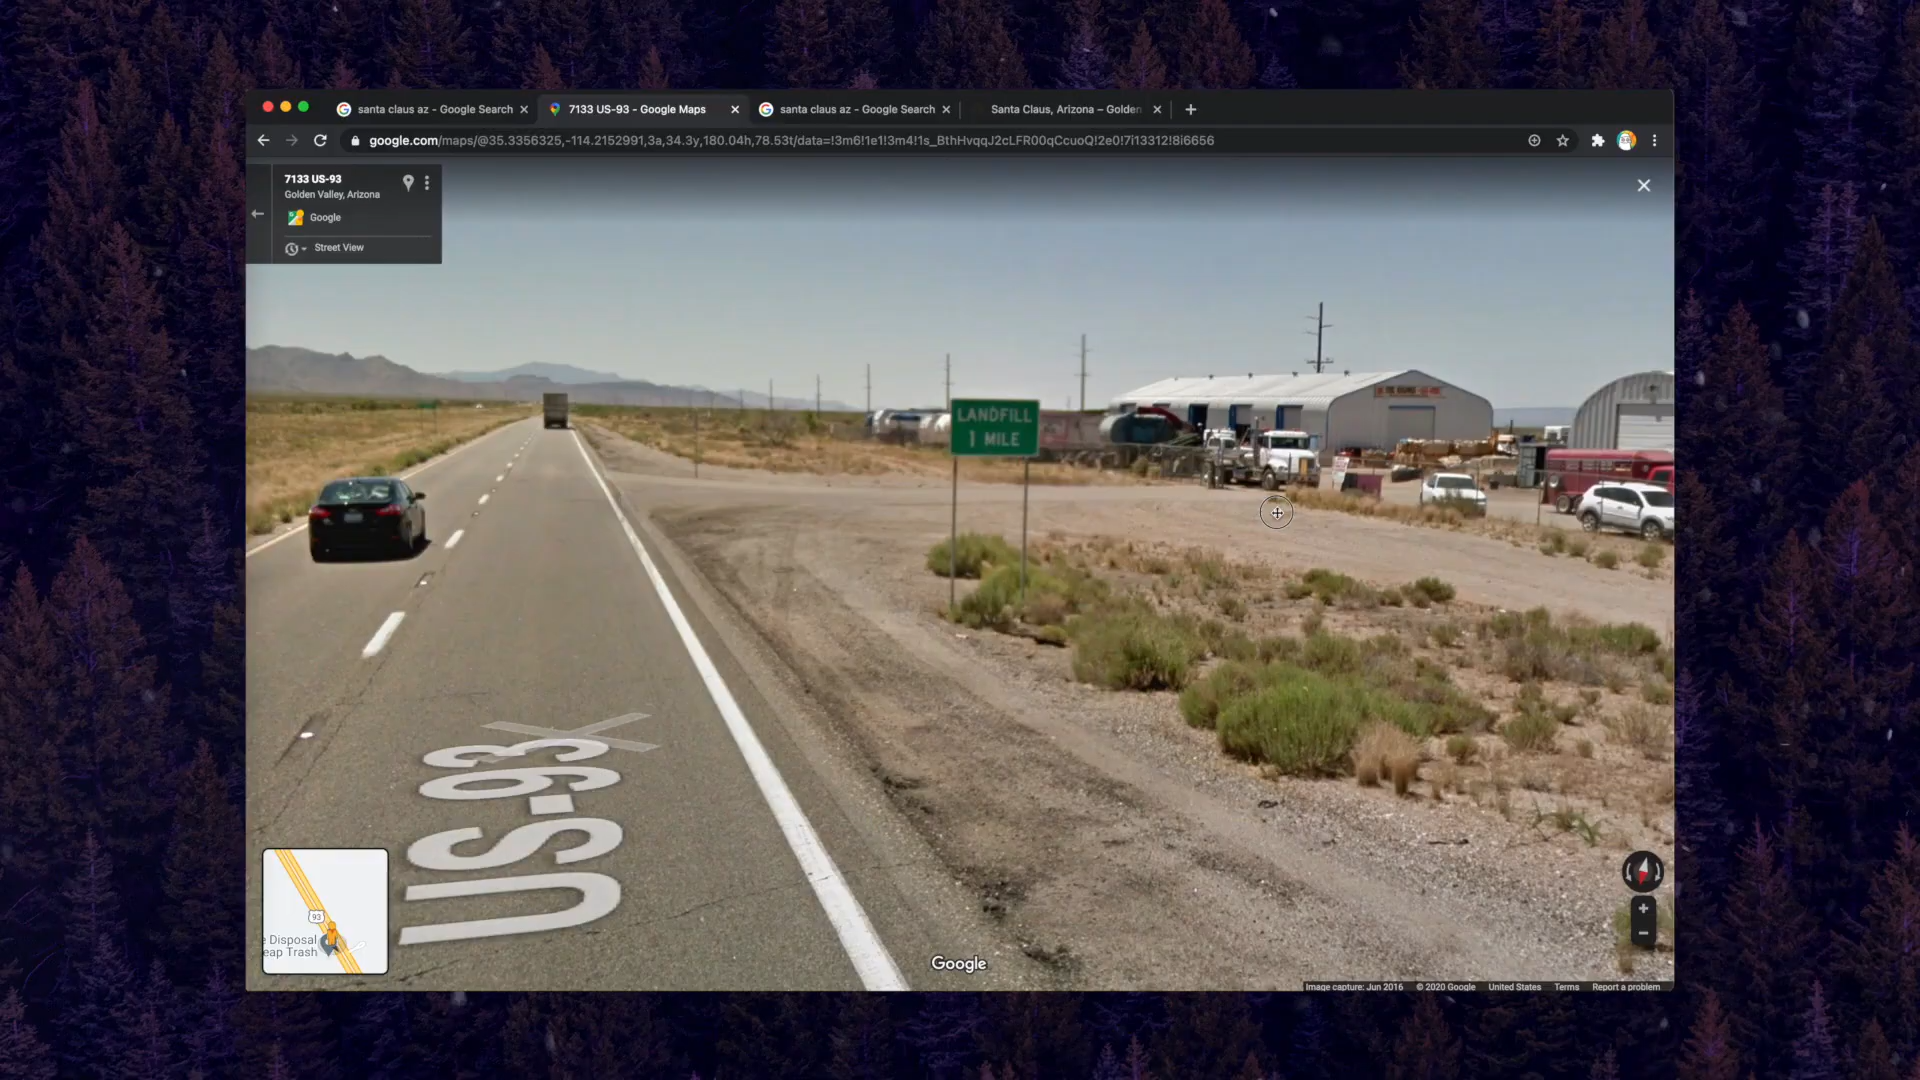 santa claus az - Google Search
7133 US-93 - Google Maps
santa claus az - Google Search
Santa Claus, Arizona – Golden
google.com/maps/@35.3356325,-114.2152991,3a,34.3y,180.04h,78.53t/data=!3m6!1e1!3m4!1s_BthHvqqJ2cLFR00qCcuoQ!2e0!7i13312!8i6656
7133 US-93
Golden Valley, Arizona
Google
Street View
LANDFILL
1 MILE
US-93
93
e Disposal
eap Trash
Google
Image capture: Jun 2016 © 2020 Google United States Terms Report a problem